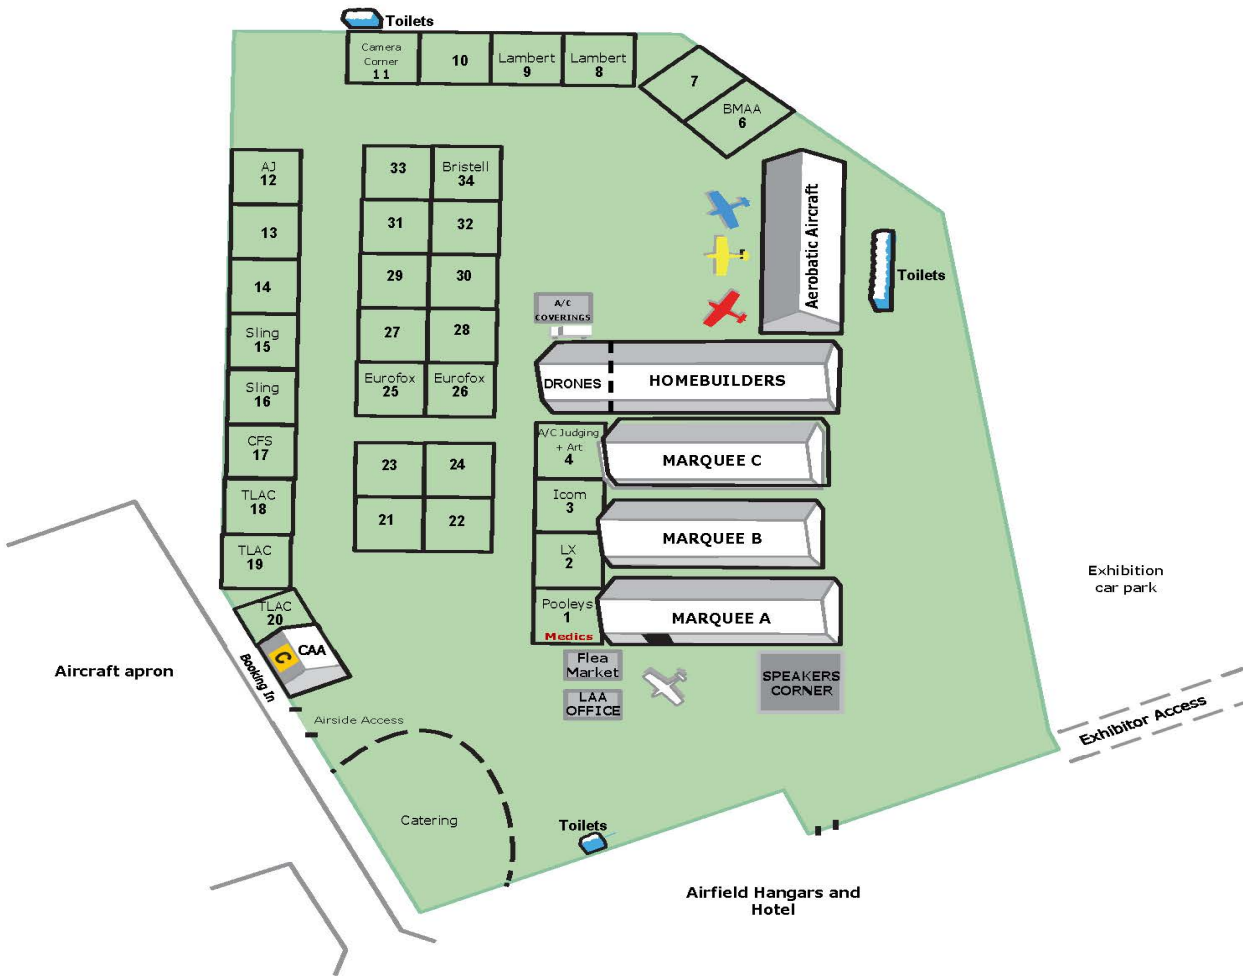 Toilets
Camera
Corner
11
10
Lambert
9
Lambert
8
7
BMAA
6
AJ
12
13
14
Sling
15
Sling
16
CFS
17
TLAC
18
TLAC
19
TLAC
20
33
Bristell
34
31
32
29
30
27
28
Eurofox
25
Eurofox
26
23
24
21
22
Aerobatic Aircraft
Toilets
A/C
COVERINGS
DRONES
HOMEBUILDERS
A/C Judging
+ Art
4
MARQUEE C
Icom
3
MARQUEE B
LX
2
Pooleys
1
Medics
MARQUEE A
Flea
Market
LAA
OFFICE
SPEAKERS
CORNER
C
CAA
Booking In
Aircraft apron
Airside Access
Catering
Toilets
Exhibition
car park
Exhibitor Access
Airfield Hangars and
Hotel